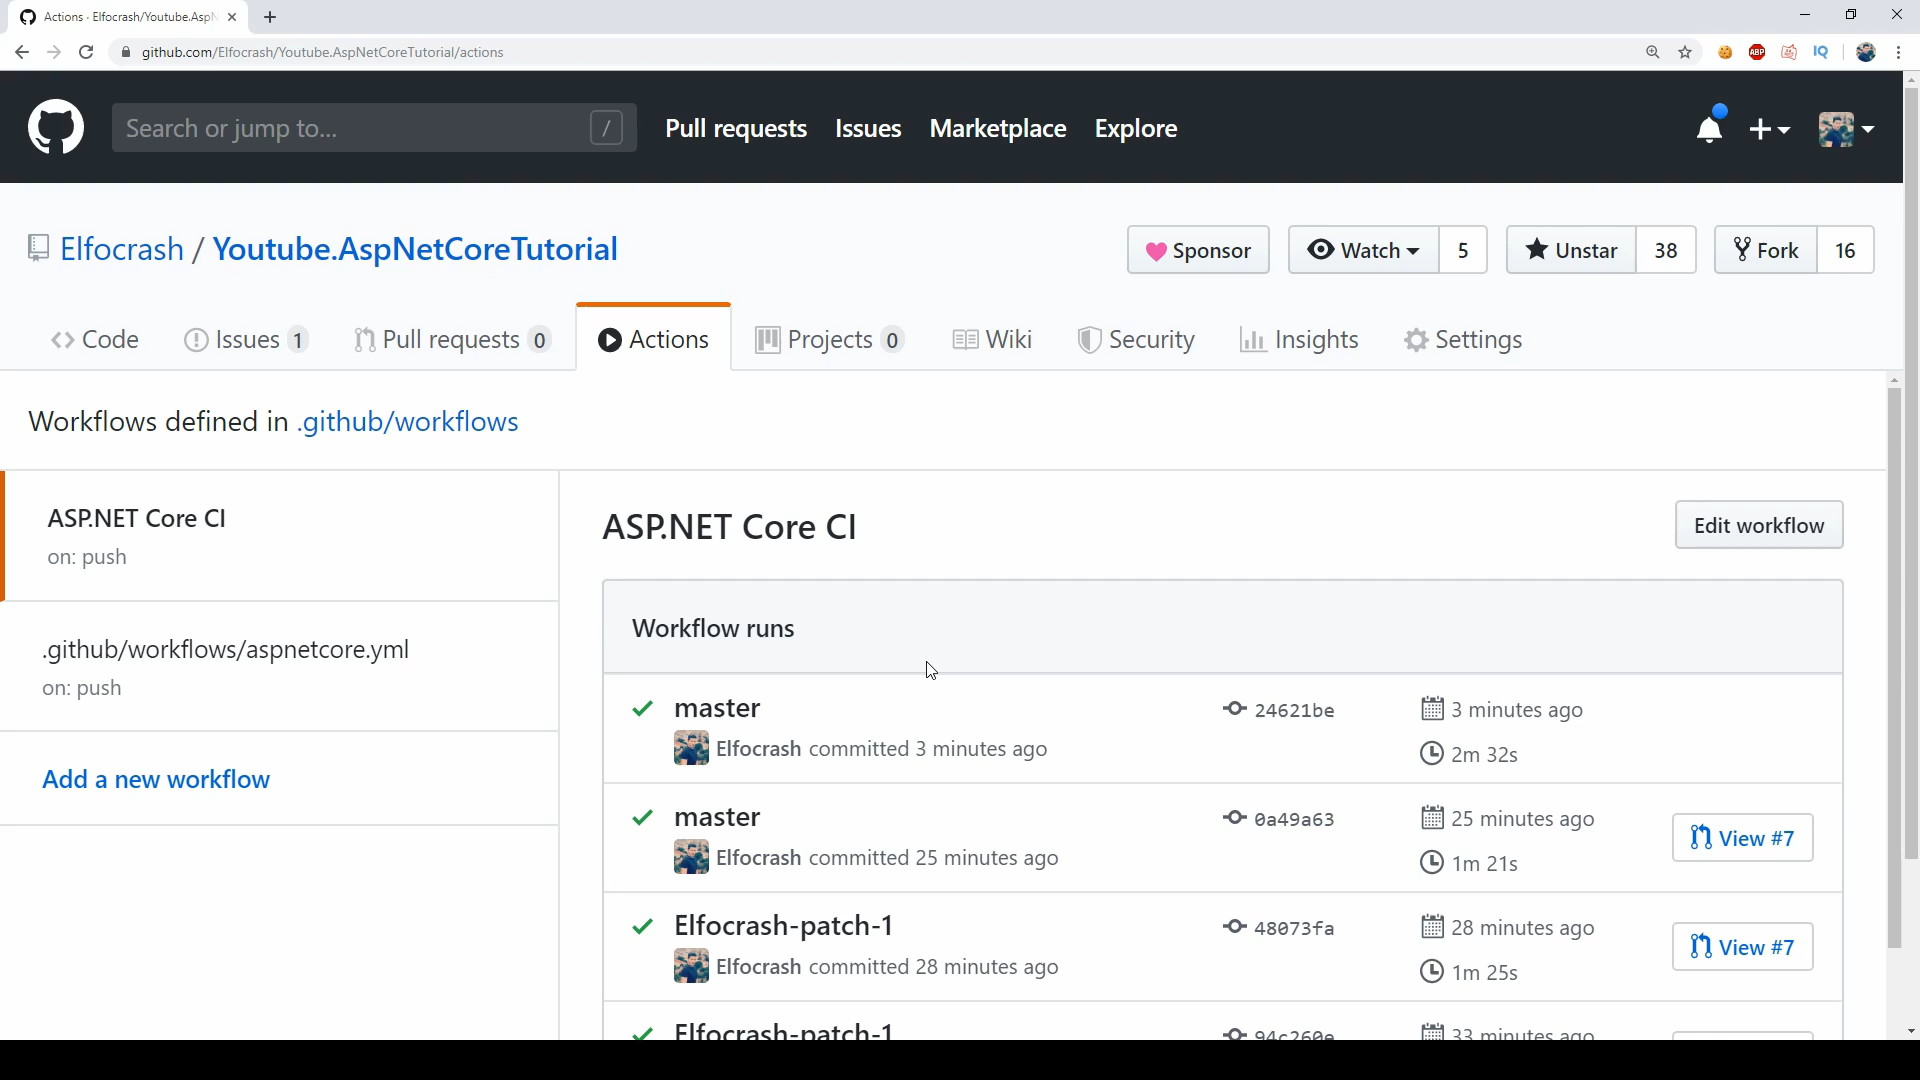 Actions · Elfocrash/Youtube.AspN
github.com/Elfocrash/Youtube.AspNetCoreTutorial/actions
ABP
IQ
Search or jump to...
/
Pull requests
Issues
Marketplace
Explore
Elfocrash / Youtube.AspNetCoreTutorial
Sponsor
Watch
5
Unstar
38
Fork
16
Code
Issues 1
Pull requests 0
Actions
Projects 0
Wiki
Security
Insights
Settings
Workflows defined in .github/workflows
ASP.NET Core CI
on: push
.github/workflows/aspnetcore.yml
on: push
Add a new workflow
ASP.NET Core CI
Edit workflow
Workflow runs
master
24621be
3 minutes ago
Elfocrash committed 3 minutes ago
2m 32s
master
0a49a63
25 minutes ago
View #7
Elfocrash committed 25 minutes ago
1m 21s
Elfocrash-patch-1
48073fa
28 minutes ago
View #7
Elfocrash committed 28 minutes ago
1m 25s
Elfocrash-patch-1
94c260e
33 minutes ago